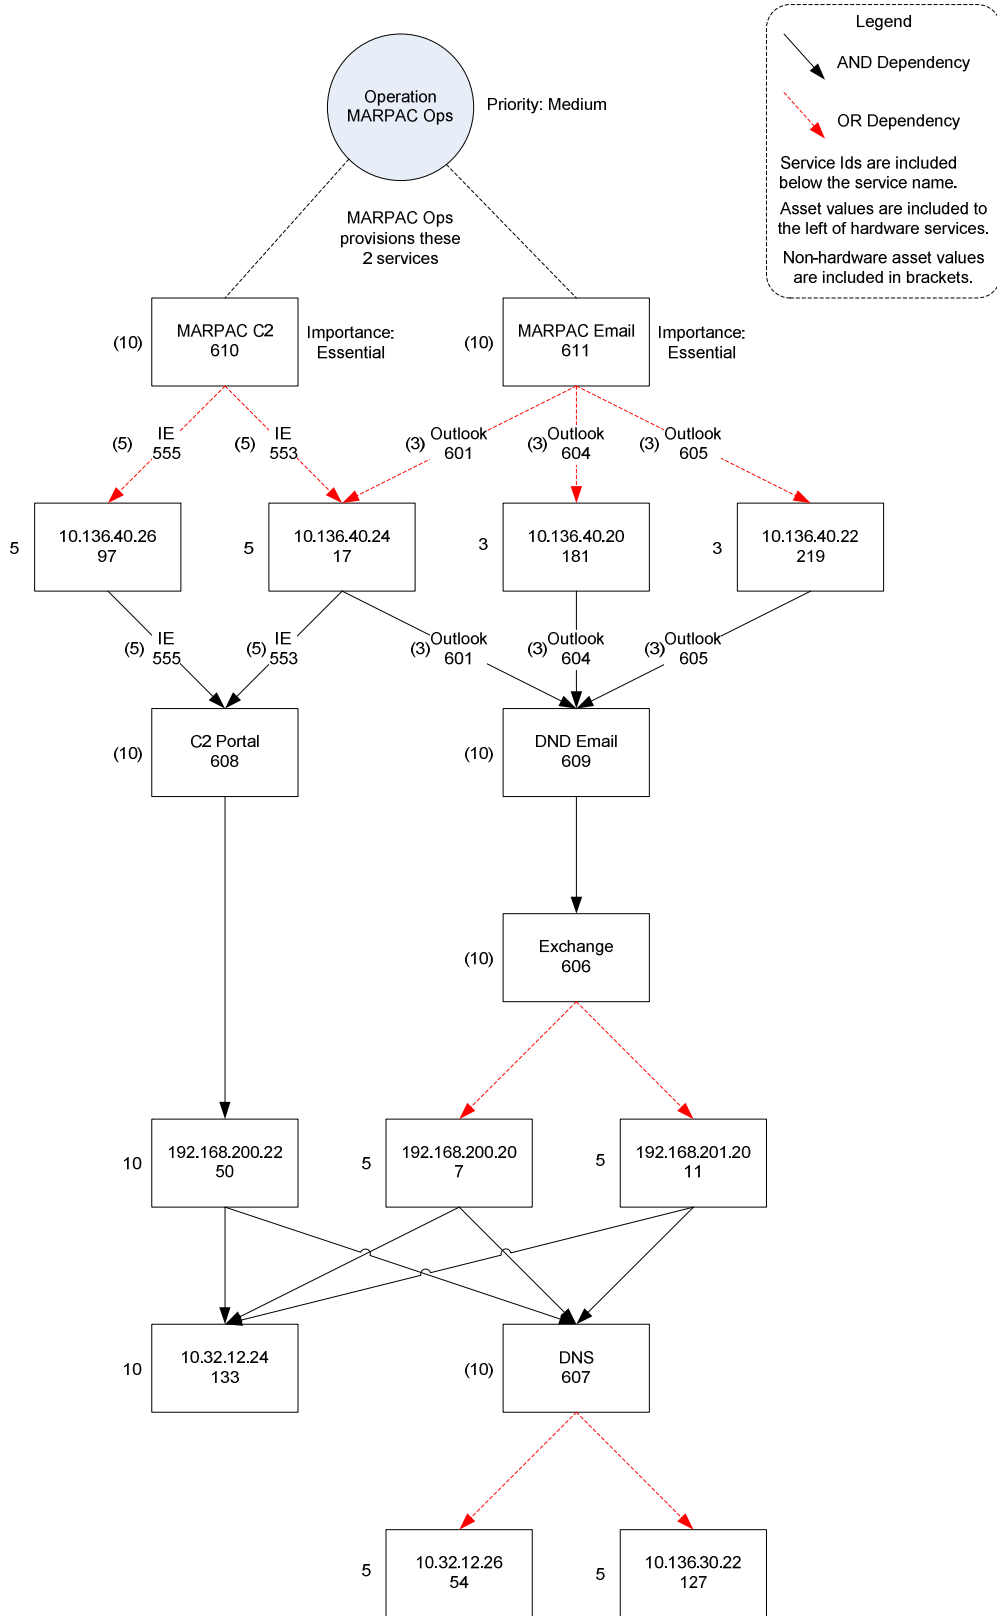 Legend
AND Dependency
OR Dependency
Service Ids are included
below the service name.
Asset values are included to
the left of hardware services.
Non-hardware asset values
are included in brackets.
Operation
MARPAC Ops
Priority: Medium
MARPAC Ops
provisions these
2 services
(10)
MARPAC C2
610
Importance:
Essential
(10)
MARPAC Email
611
Importance:
Essential
(5)
IE
555
(5)
IE
553
(3)
Outlook
601
(3)
Outlook
604
(3)
Outlook
605
5
10.136.40.26
97
5
10.136.40.24
17
3
10.136.40.20
181
3
10.136.40.22
219
(5)
IE
555
(5)
IE
553
(3)
Outlook
601
(3)
Outlook
604
(3)
Outlook
605
(10)
C2 Portal
608
(10)
DND Email
609
(10)
Exchange
606
10
192.168.200.22
50
5
192.168.200.20
7
5
192.168.201.20
11
10
10.32.12.24
133
(10)
DNS
607
5
10.32.12.26
54
5
10.136.30.22
127